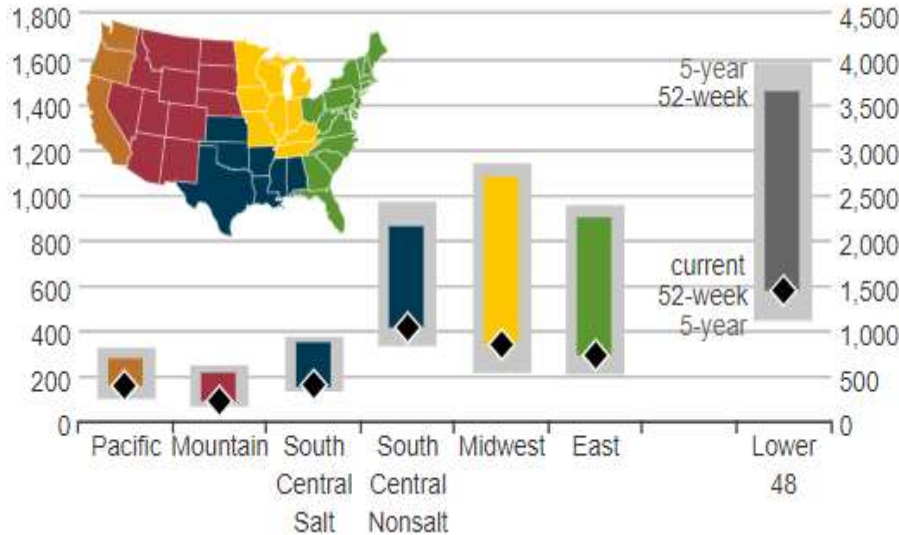 1,800
1,600
1,400
1,200
1,000
800
600
400
200
0
4,500
4,000
3,500
3,000
2,500
2,000
1,500
1,000
500
0
5-year
52-week
current
52-week
5-year
Pacific
Mountain
South
Central
Salt
South
Central
Nonsalt
Midwest
East
Lower
48